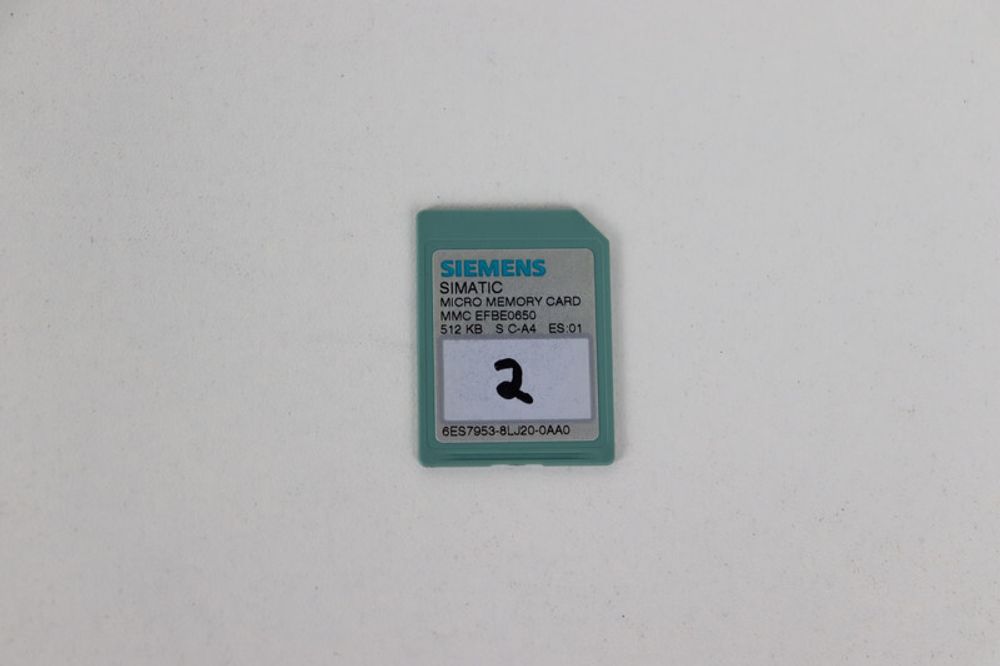 SIEMENS
SIMATIC
MICRO MEMORY CARD
MMC EFBE0650
512 KB S C-A4 ES:01
2
6ES7953-8LJ20-0AA0